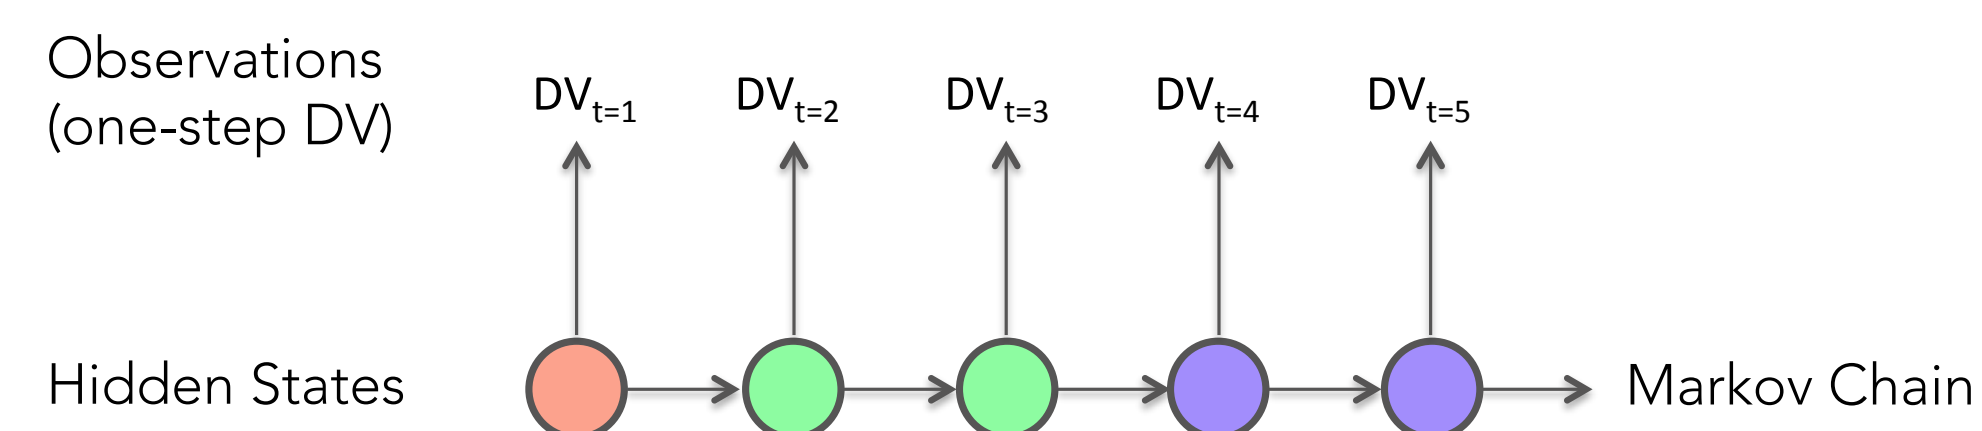 Observations
(one-step DV)
DVt=1 DVt=2 DVt=3 DVt=4 DVt=5
Hidden States
Markov Chain